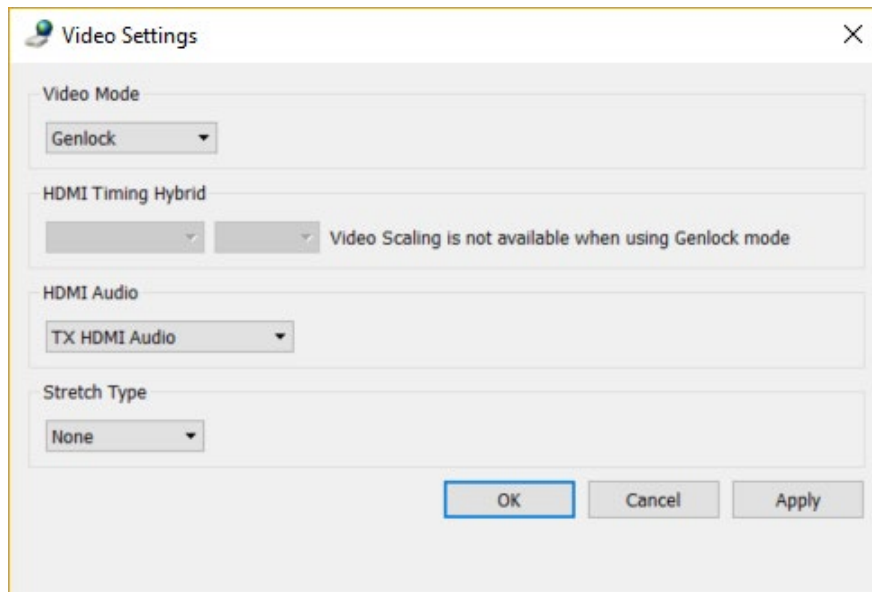 Video Settings
Video Mode
Genlock
HDMI Timing Hybrid
Video Scaling is not available when using Genlock mode
HDMI Audio
TX HDMI Audio
Stretch Type
None
OK Cancel Apply